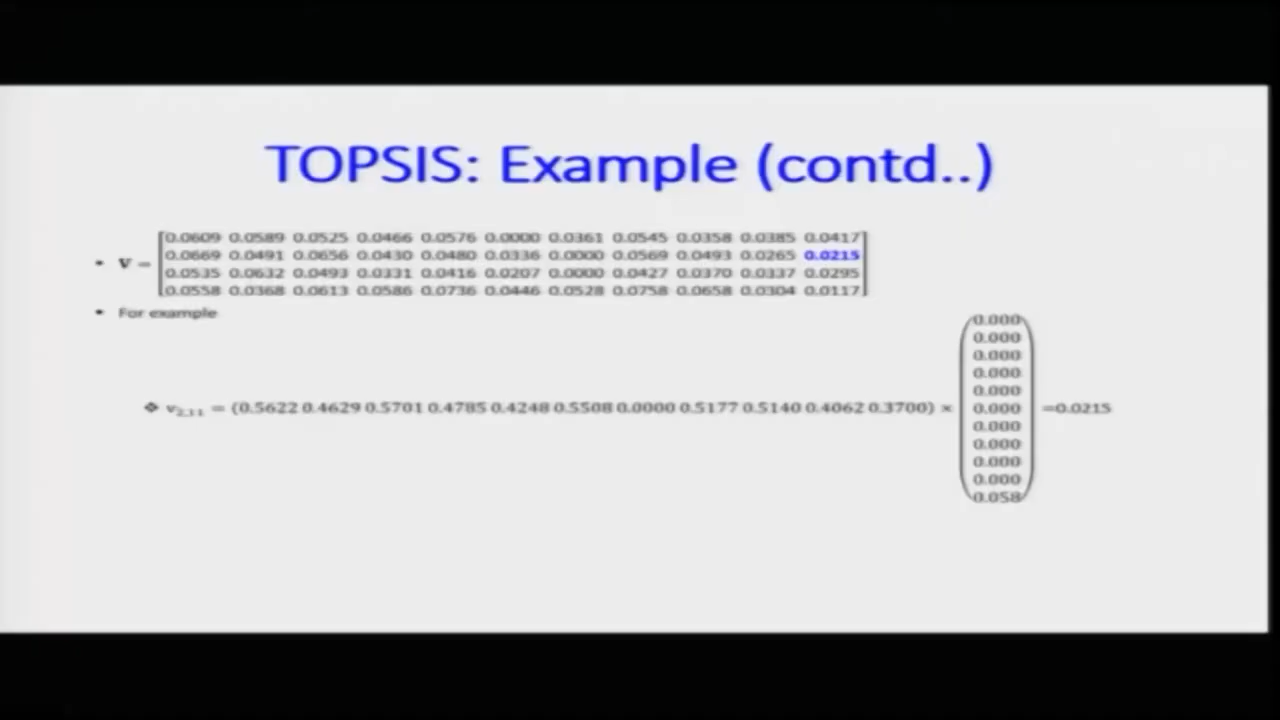 TOPSIS: Example (contd..)
• V = [0.0609 0.0589 0.0525 0.0466 0.0576 0.0000 0.0361 0.0545 0.0358 0.0385 0.0417
0.0669 0.0491 0.0656 0.0430 0.0480 0.0336 0.0000 0.0569 0.0493 0.0265 0.0215
0.0535 0.0632 0.0493 0.0331 0.0416 0.0207 0.0000 0.0427 0.0370 0.0337 0.0295
0.0558 0.0368 0.0613 0.0586 0.0736 0.0446 0.0528 0.0758 0.0658 0.0304 0.0117]
• For example
❖ v2,11 = (0.5622 0.4629 0.5701 0.4785 0.4248 0.5508 0.0000 0.5177 0.5140 0.4062 0.3700) ×
0.000
0.000
0.000
0.000
0.000
0.000
0.000
0.000
0.000
0.000
0.058
=0.0215